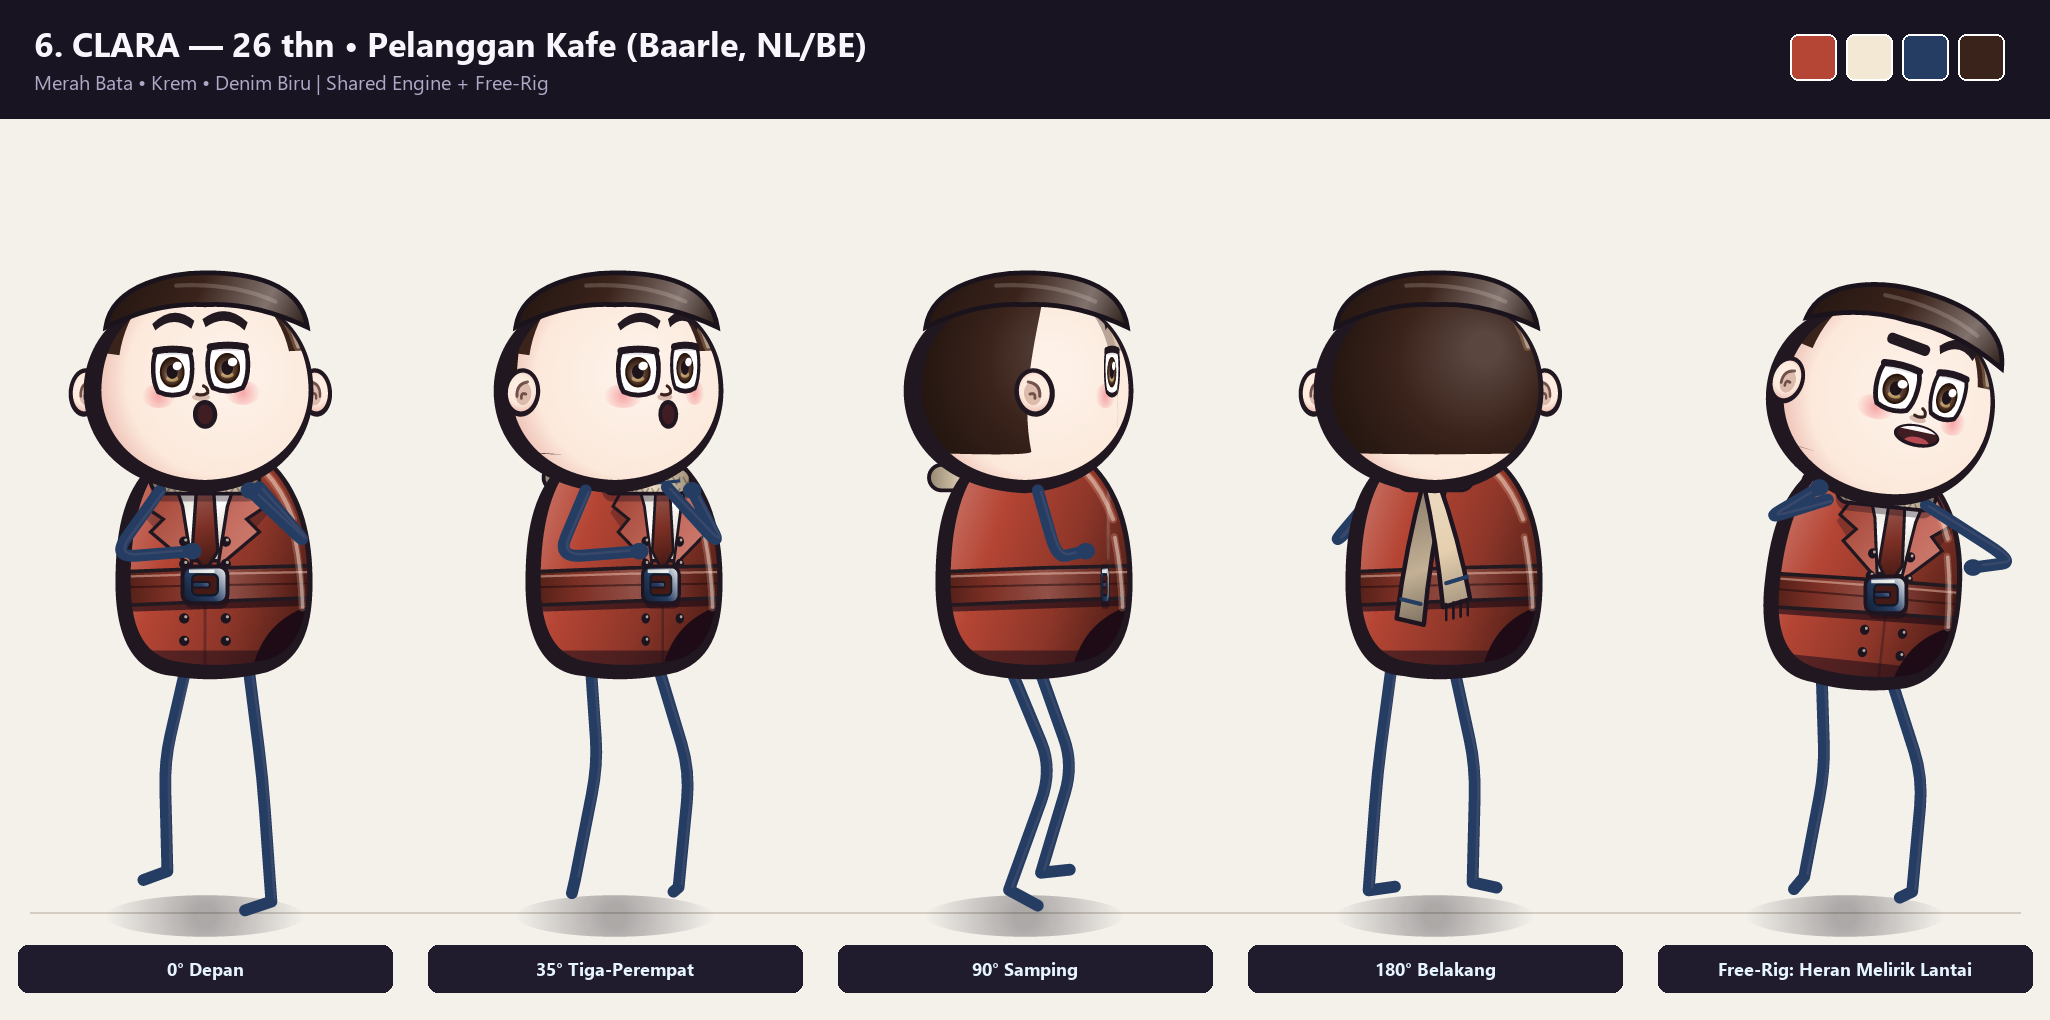 6. CLARA — 26 thn • Pelanggan Kafe (Baarle, NL/BE)
Merah Bata • Krem • Denim Biru | Shared Engine + Free-Rig
0° Depan
35° Tiga-Perempat
90° Samping
180° Belakang
Free-Rig: Heran Melirik Lantai